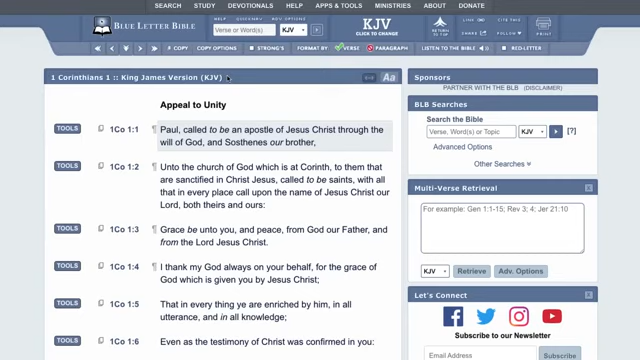 SEARCH STUDY DEVOTIONALS HELP APPS & TOOLS MINISTRIES ABOUT DONATE
BLUE LETTER BIBLE
Verse or Word(s)
KJV
KJV
CLICK TO CHANGE
RETURN
TO TOP
LINK
SHARE
CITE THIS
PRINT
COPY COPY OPTIONS STRONG'S FORMAT BY VERSE PARAGRAPH LISTEN TO THE BIBLE RED-LETTER
1 Corinthians 1 :: King James Version (KJV)
Aa
Appeal to Unity
TOOLS 1Co 1:1 ¶ Paul, called to be an apostle of Jesus Christ through the
will of God, and Sosthenes our brother,
TOOLS 1Co 1:2 Unto the church of God which is at Corinth, to them that
are sanctified in Christ Jesus, called to be saints, with all
that in every place call upon the name of Jesus Christ our
Lord, both theirs and ours:
TOOLS 1Co 1:3 ¶ Grace be unto you, and peace, from God our Father, and
from the Lord Jesus Christ.
TOOLS 1Co 1:4 ¶ I thank my God always on your behalf, for the grace of
God which is given you by Jesus Christ;
TOOLS 1Co 1:5 That in every thing ye are enriched by him, in all
utterance, and in all knowledge;
TOOLS 1Co 1:6 Even as the testimony of Christ was confirmed in you:
Sponsors
PARTNER WITH THE BLB (DISCLAIMER)
BLB Searches
Search the Bible
Verse, Word or Topic KJV [?]
Advanced Options
Other Searches
Multi-Verse Retrieval x
For example: Gen 1:1-15; Rev 3; 4; Jer 21:10
KJV Retrieve Adv. Options
Let's Connect x
Subscribe to our Newsletter
Email Address Subscribe